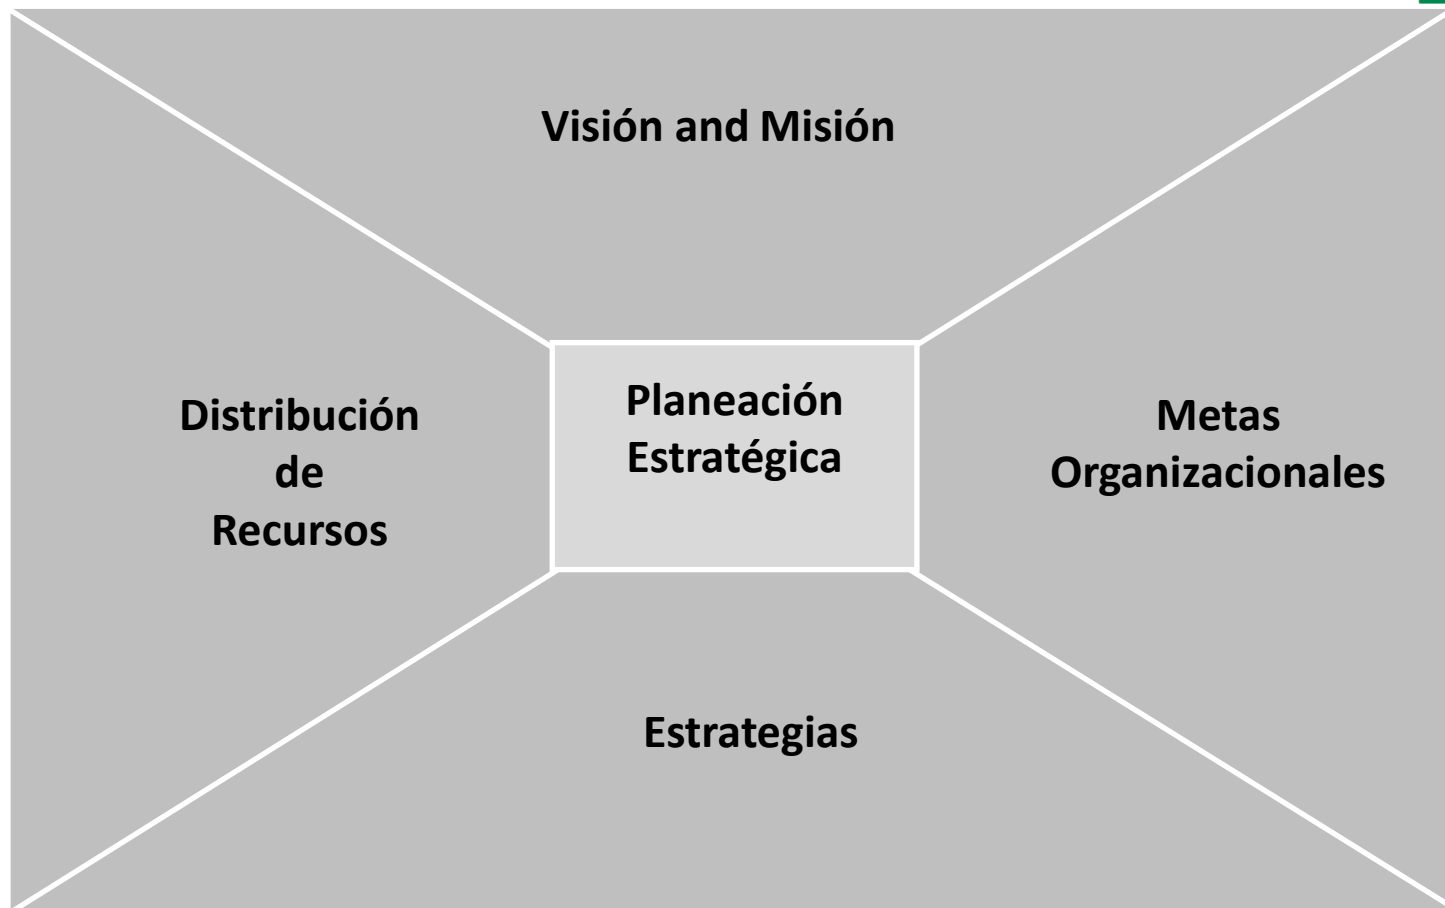 Visión and Misión
Distribución
de
Recursos
Planeación
Estratégica
Metas
Organizacionales
Estrategias